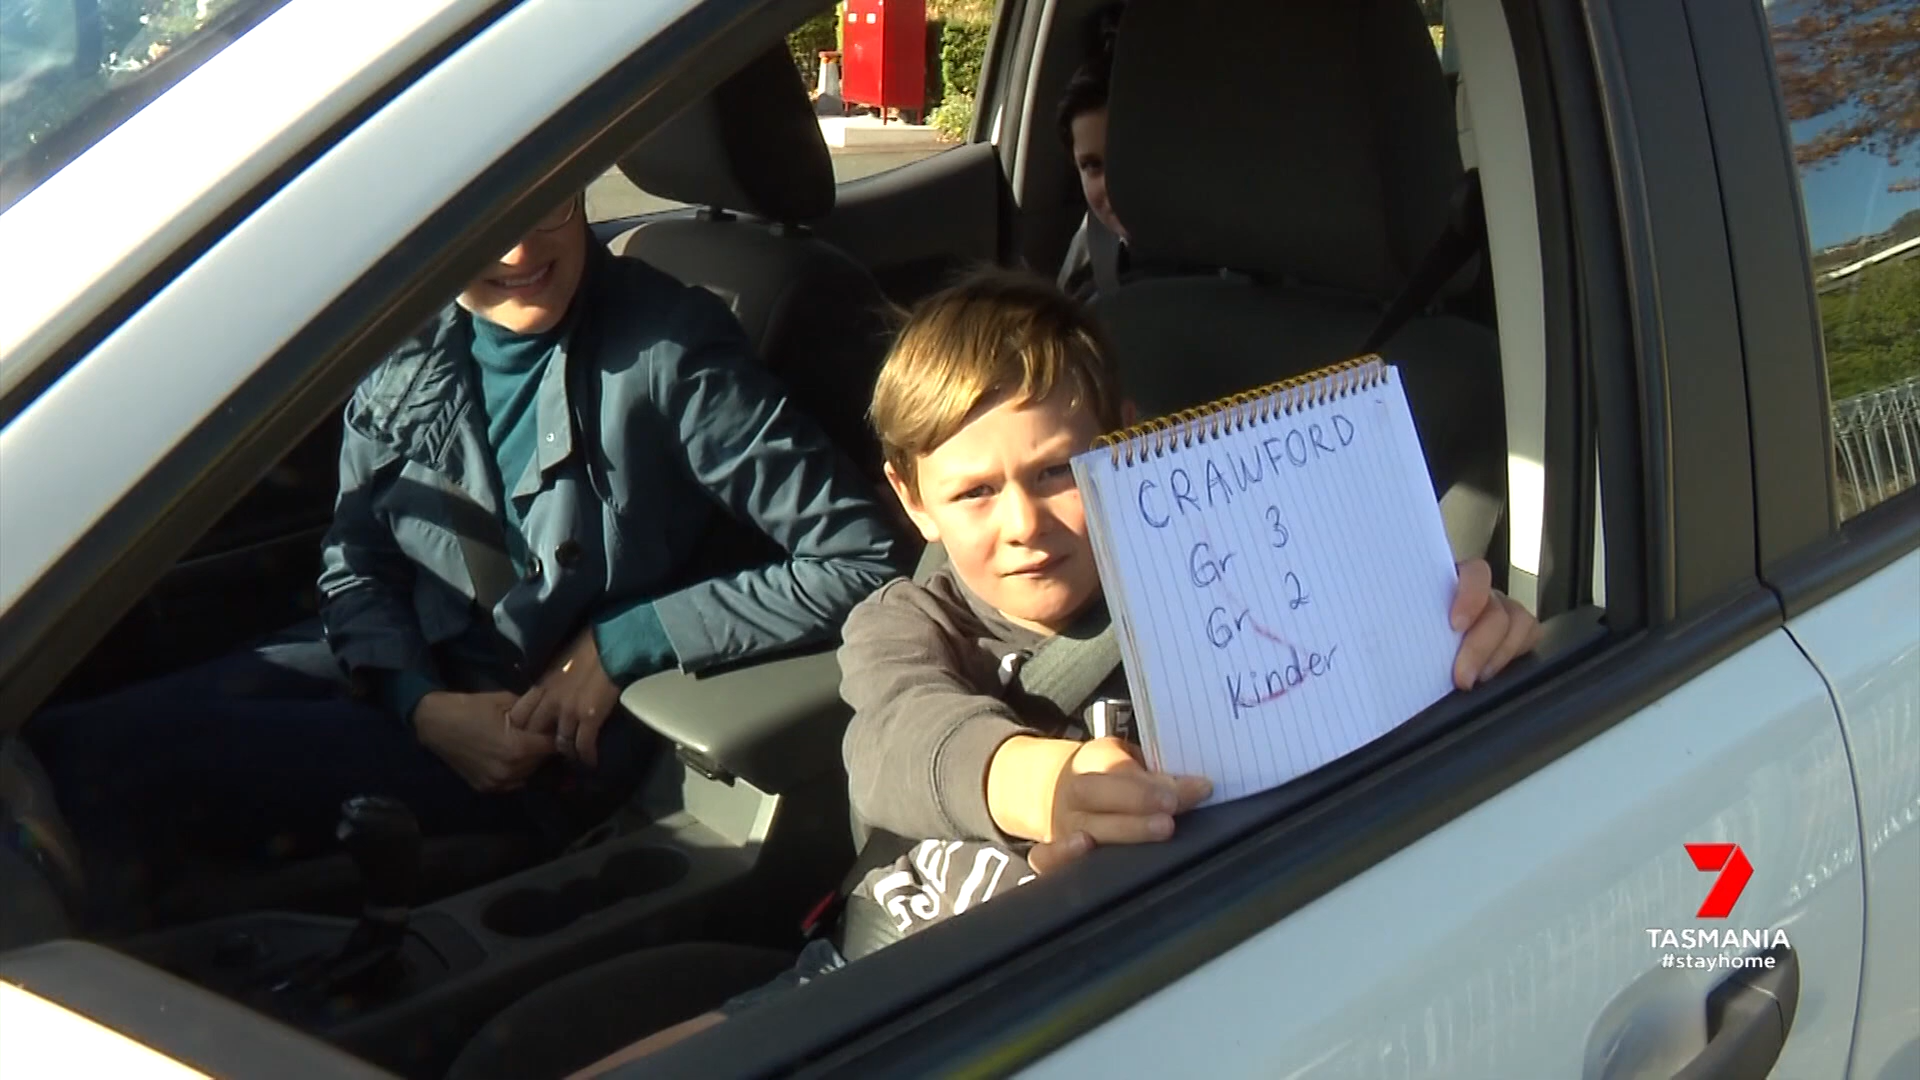 CRAWFORD
Gr 3
Gr 2
Kinder
7
TASMANIA
#stayhome